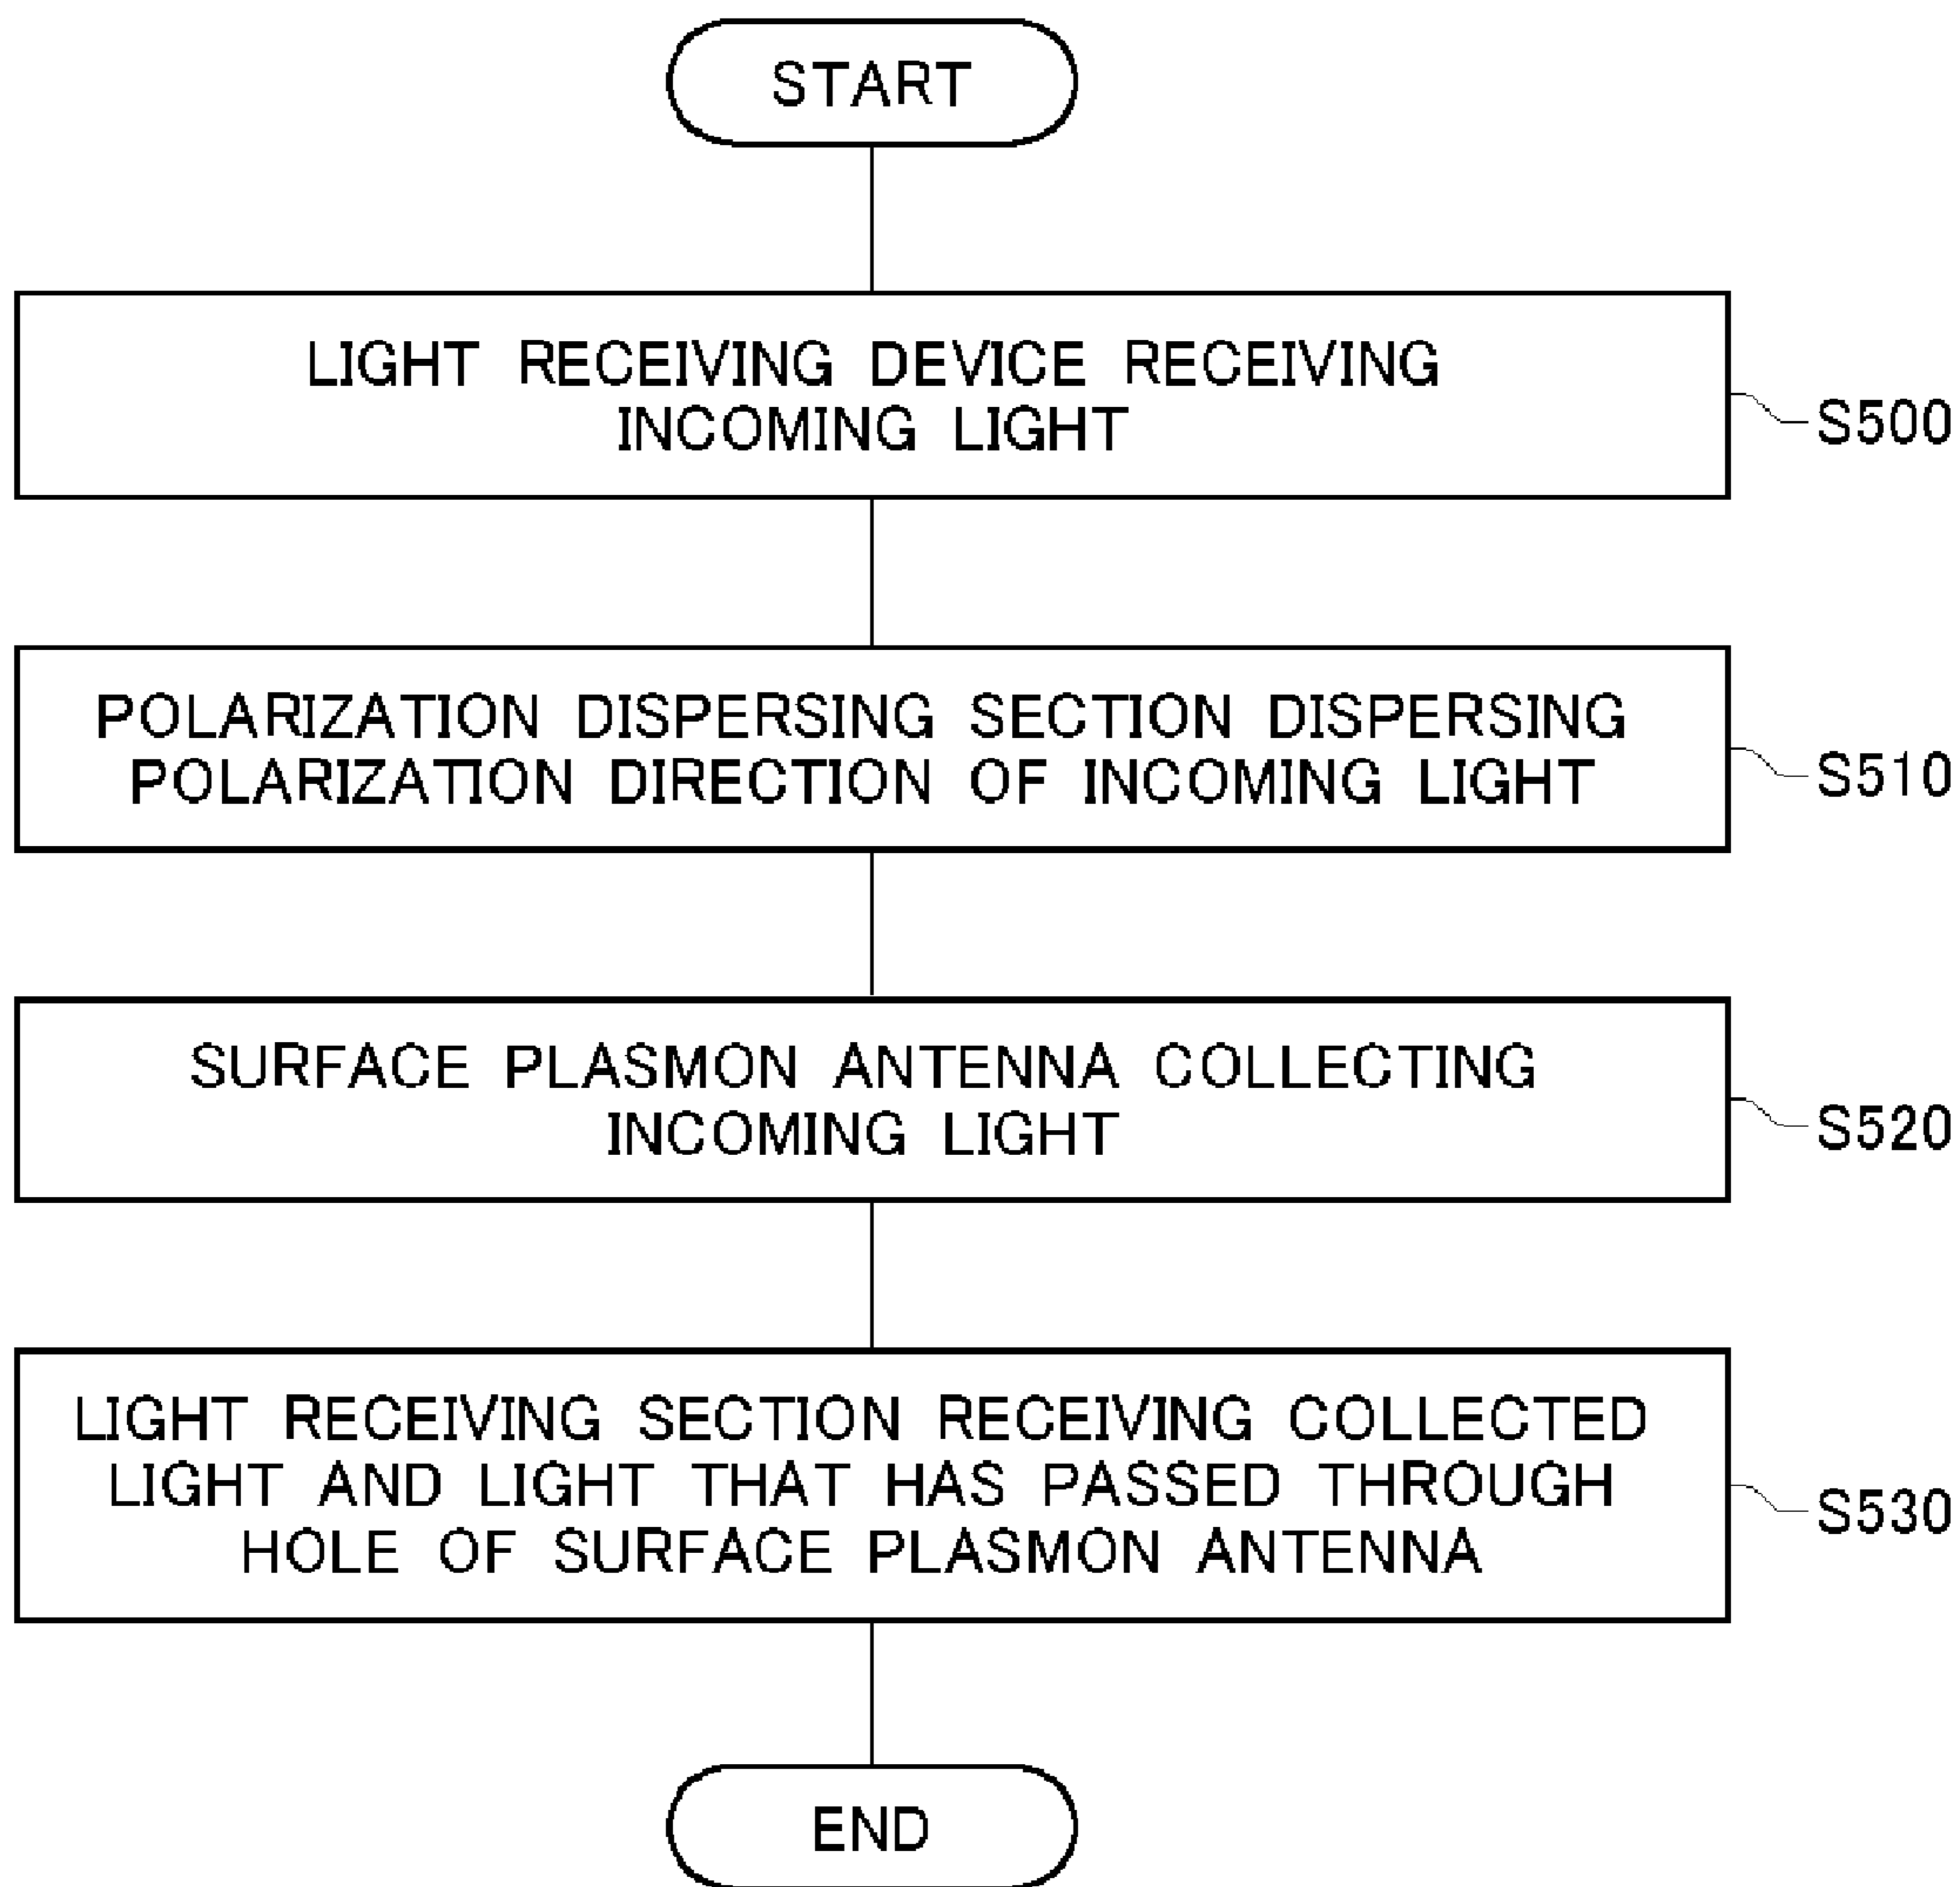 START
LIGHT RECEIVING DEVICE RECEIVING
INCOMING LIGHT
S500
POLARIZATION DISPERSING SECTION DISPERSING
POLARIZATION DIRECTION OF INCOMING LIGHT
S510
SURFACE PLASMON ANTENNA COLLECTING
INCOMING LIGHT
S520
LIGHT RECEIVING SECTION RECEIVING COLLECTED
LIGHT AND LIGHT THAT HAS PASSED THROUGH
HOLE OF SURFACE PLASMON ANTENNA
S530
END